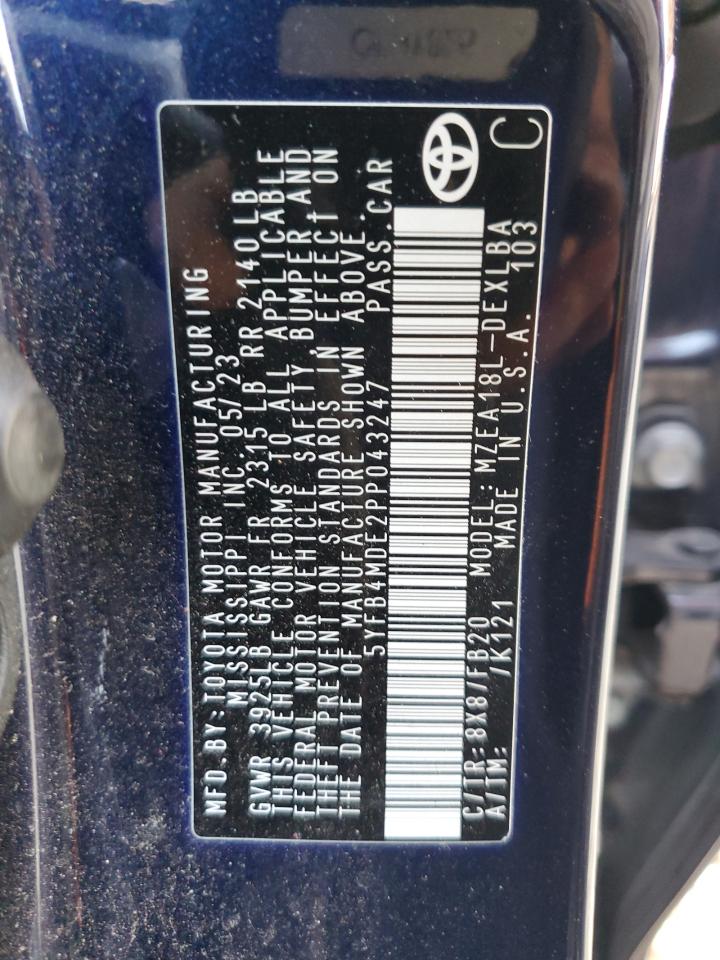 MFD.BY:TOYOTA MOTOR MANUFACTURING
MISSISSIPPI INC 05/23
GVWR 3925LB GAWR FR 2315 LB RR 2140LB
THIS VEHICLE CONFORMS TO ALL APPLICABLE
FEDERAL MOTOR VEHICLE SAFETY, BUMPER, AND
THEFT PREVENTION STANDARDS IN EFFECT ON
THE DATE OF MANUFACTURE SHOWN ABOVE.
5YFB4MDE2PP043247 PASS.CAR
C/TR: 8X8/FB20 MODEL: MZEA18L-DEXLBA
A/TM: /K121 MADE IN U.S.A. 103
C